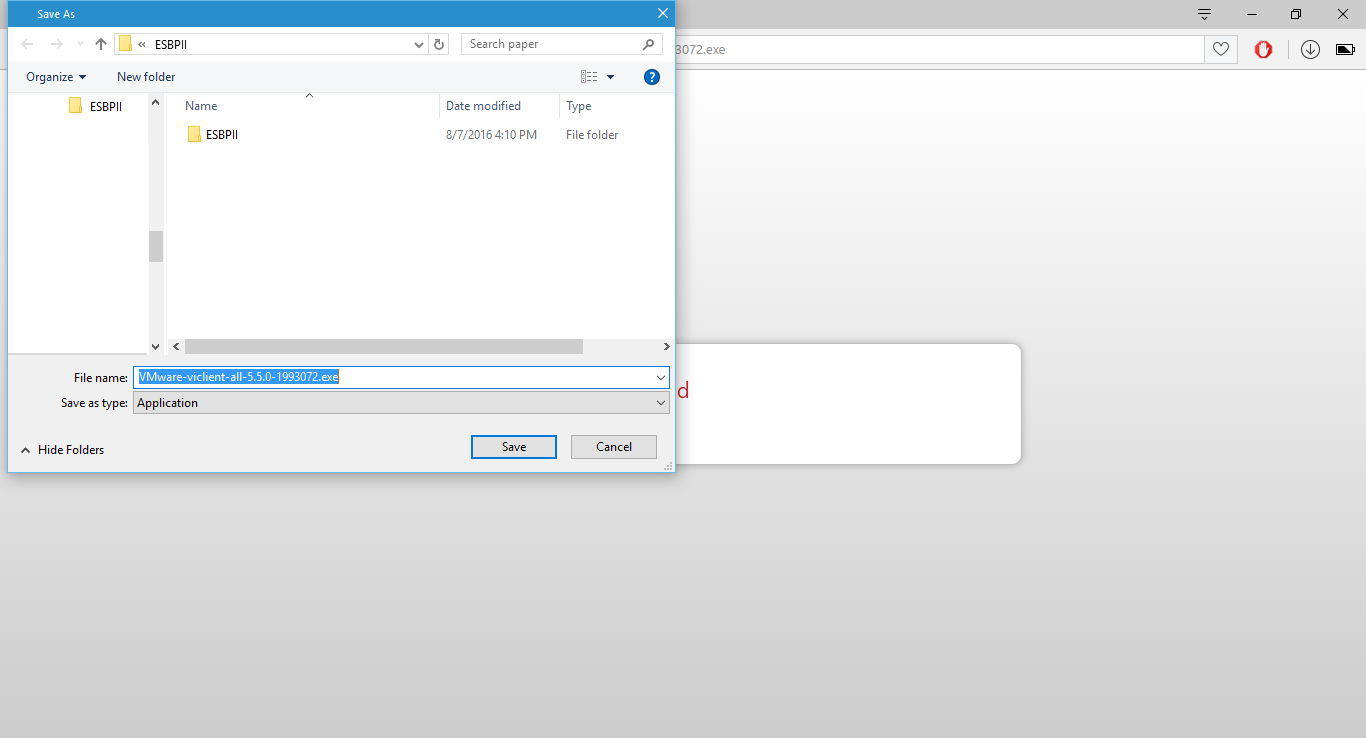 Save As
« ESBPII
Search paper
3072.exe
Organize
New folder
?
ESBPII
Name
Date modified
Type
ESBPII
8/7/2016 4:10 PM
File folder
File name:
VMware-viclient-all-5.5.0-1993072.exe
d
Save as type:
Application
Hide Folders
Save
Cancel